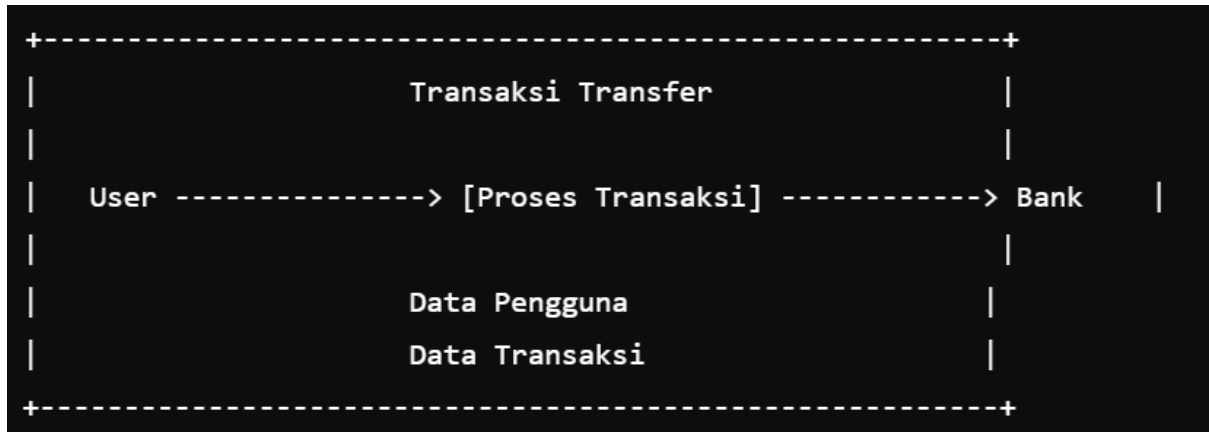 +---------------------------------------------------------+
|                      Transaksi Transfer                 |
|                                                         |
|   User ---------------> [Proses Transaksi] ------------> Bank    |
|                                                         |
|                      Data Pengguna                     |
|                      Data Transaksi                    |
+---------------------------------------------------------+